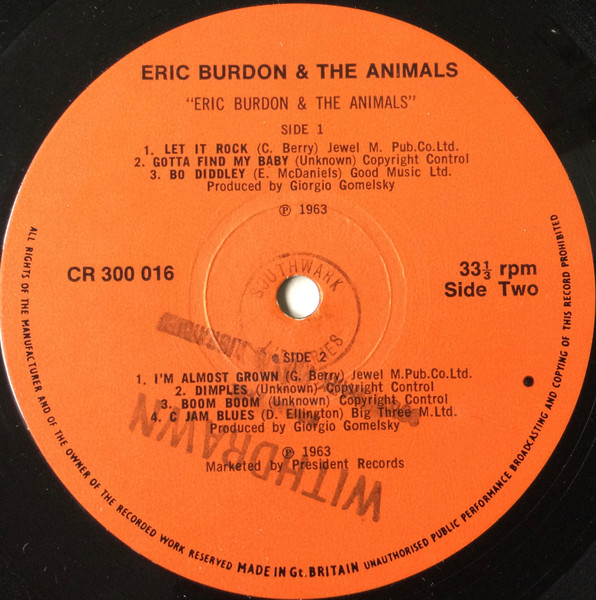 ERIC BURDON & THE ANIMALS
"ERIC BURDON & THE ANIMALS"
SIDE 1
1. LET IT ROCK (C. Berry) Jewel M. Pub.Co.Ltd.
2. GOTTA FIND MY BABY (Unknown) Copyright Control
3. BO DIDDLEY (E. McDaniels) Good Music Ltd.
Produced by Giorgio Gomelsky
Ⓟ 1963
CR 300 016
33⅓ rpm
Side Two
SOUTHWARK
SIDE 2
1. I'M ALMOST GROWN (G. Berry) Jewel M.Pub.Co.Ltd.
2. DIMPLES (Unknown) Copyright Control
3. BOOM BOOM (Unknown) Copyright Control
4. C JAM BLUES (D. Ellington) Big Three M.Ltd.
Produced by Giorgio Gomelsky
Ⓟ 1963
Marketed by President Records
WITHDRAWN
ALL RIGHTS OF THE MANUFACTURER AND OF THE OWNER OF THE RECORDED WORK RESERVED MADE IN Gt. BRITAIN UNAUTHORISED PUBLIC PERFORMANCE BROADCASTING AND COPYING OF THIS RECORD PROHIBITED